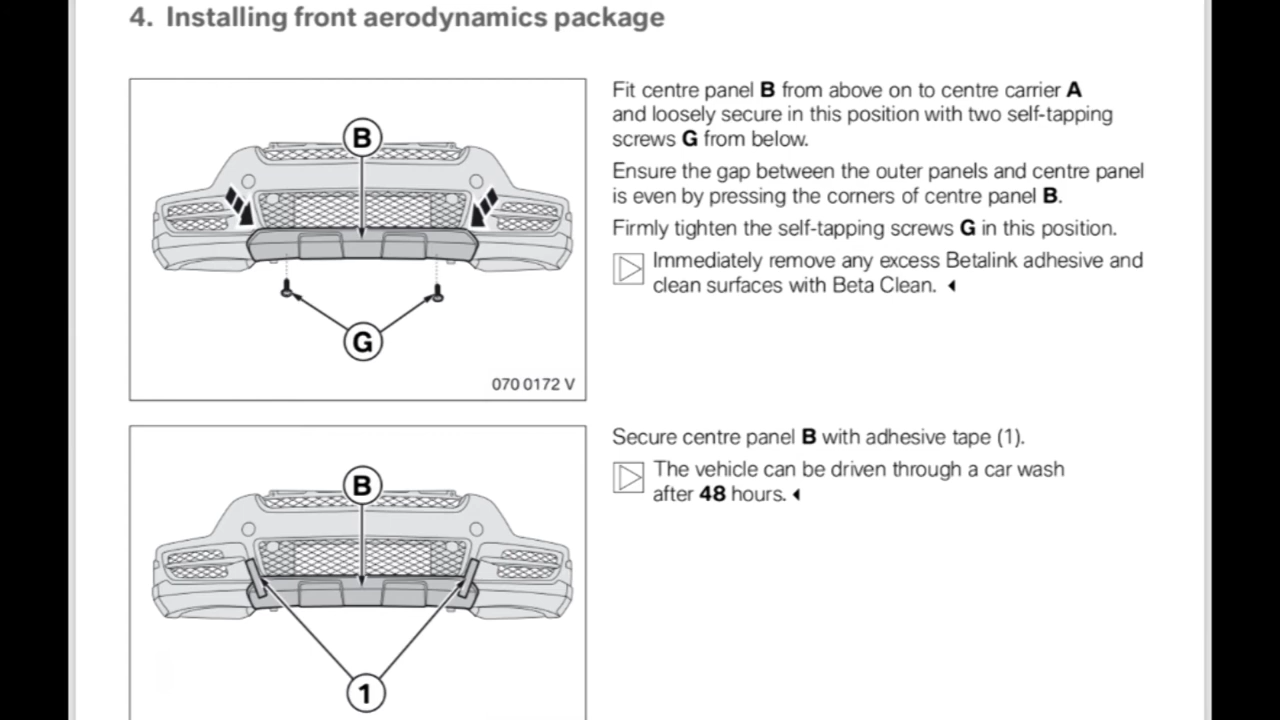 4. Installing front aerodynamics package
Fit centre panel B from above on to centre carrier A
and loosely secure in this position with two self-tapping
screws G from below.
Ensure the gap between the outer panels and centre panel
is even by pressing the corners of centre panel B.
Firmly tighten the self-tapping screws G in this position.
Immediately remove any excess Betalink adhesive and
clean surfaces with Beta Clean.
B
G
070 0172 V
Secure centre panel B with adhesive tape (1).
The vehicle can be driven through a car wash
after 48 hours.
B
1